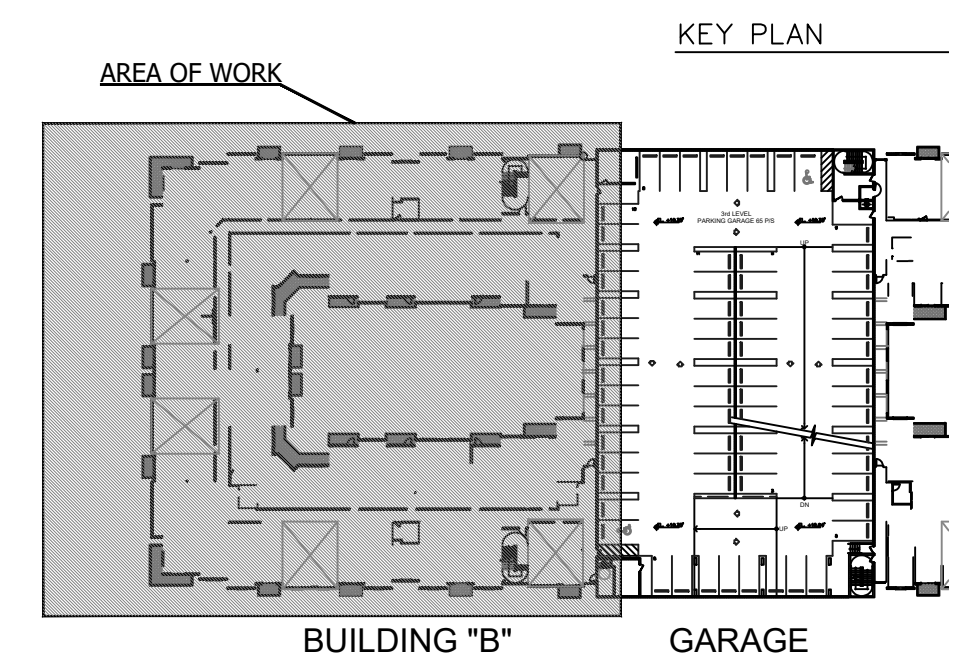 KEY PLAN
AREA OF WORK
3rd LEVEL
PARKING GARAGE 65 P/S
UP
DN
UP
BUILDING "B"
GARAGE